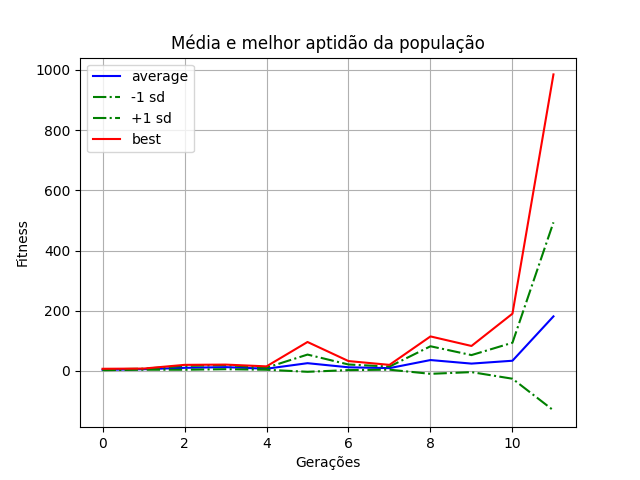 Média e melhor aptidão da população
average
-1 sd
+1 sd
best
Fitness
1000
800
600
400
200
0
0 2 4 6 8 10
Gerações